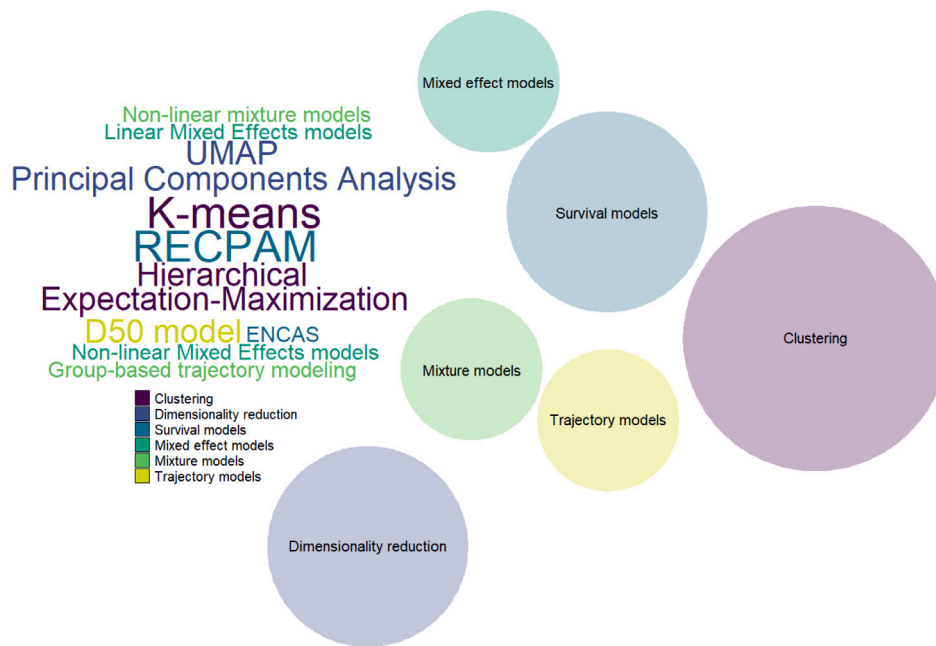 Mixed effect models
Non-linear mixture models
Linear Mixed Effects models
UMAP
Principal Components Analysis
K-means
Survival models
RECPAM
Hierarchical
Expectation-Maximization
D50 model
ENCAS
Clustering
Non-linear Mixed Effects models
Group-based trajectory modeling
Mixture models
Trajectory models
Clustering
Dimensionality reduction
Survival models
Mixed effect models
Mixture models
Trajectory models
Dimensionality reduction